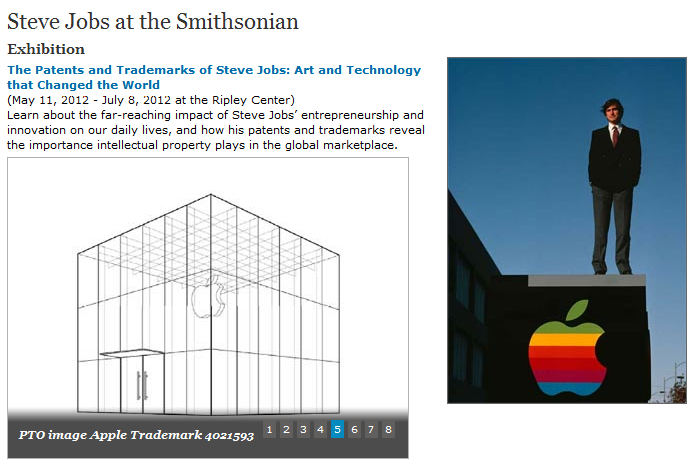 Steve Jobs at the Smithsonian
Exhibition
The Patents and Trademarks of Steve Jobs: Art and Technology
that Changed the World
(May 11, 2012 - July 8, 2012 at the Ripley Center)
Learn about the far-reaching impact of Steve Jobs’ entrepreneurship and
innovation on our daily lives, and how his patents and trademarks reveal
the importance intellectual property plays in the global marketplace.
PTO image Apple Trademark 4021593 1 2 3 4 5 6 7 8